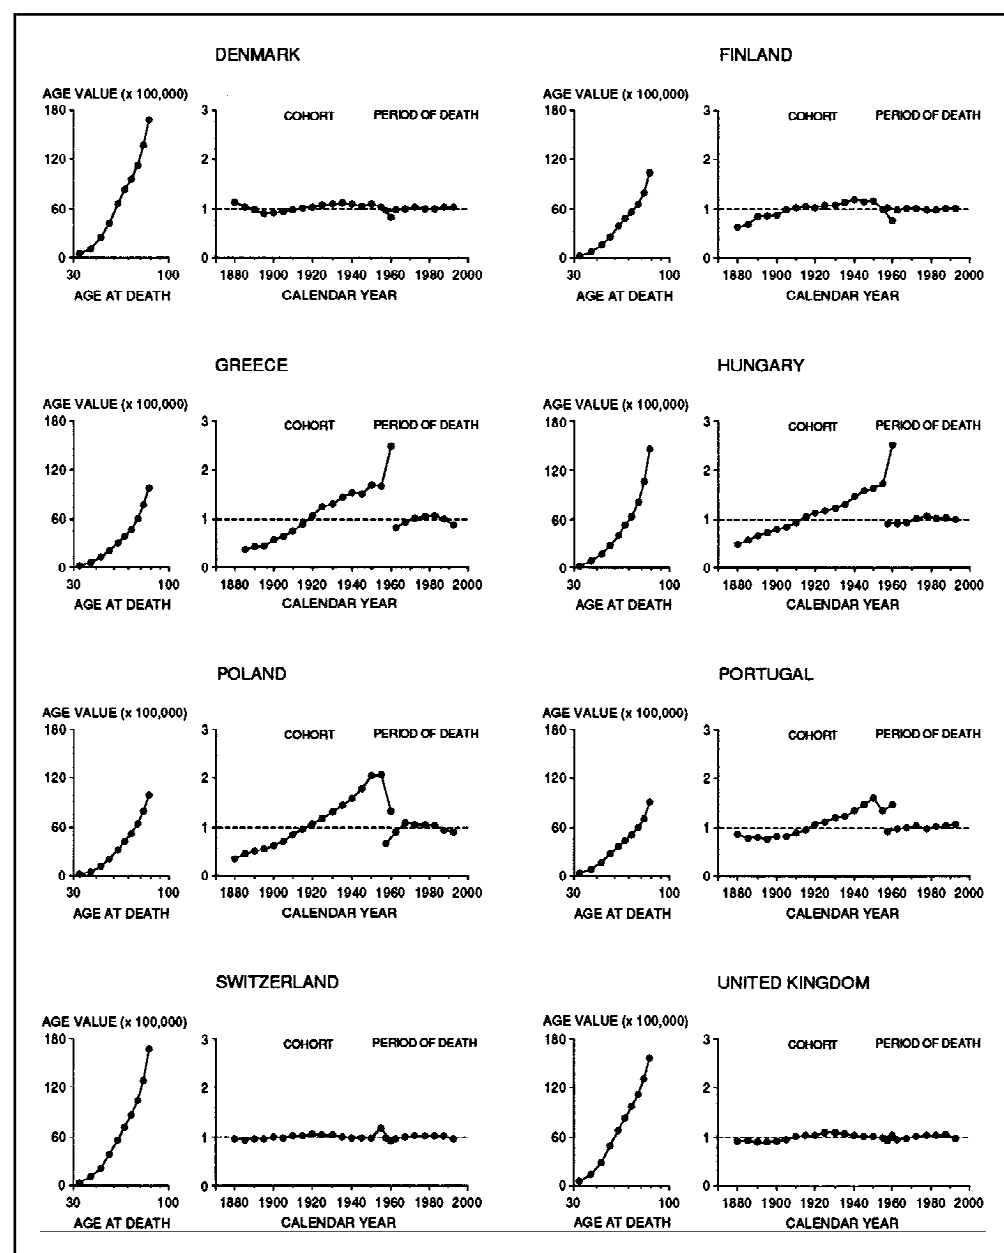 DENMARK
AGE VALUE (x 100,000)
180
120
60
0
30
100
AGE AT DEATH
3
2
1
0
COHORT
PERIOD OF DEATH
1880 1900 1920 1940 1960 1980 2000
CALENDAR YEAR
FINLAND
AGE VALUE (x 100,000)
180
120
60
0
30
100
AGE AT DEATH
3
2
1
0
COHORT
PERIOD OF DEATH
1880 1900 1920 1940 1960 1980 2000
CALENDAR YEAR
GREECE
AGE VALUE (x 100,000)
180
120
60
0
30
100
AGE AT DEATH
3
2
1
0
COHORT
PERIOD OF DEATH
1880 1900 1920 1940 1960 1980 2000
CALENDAR YEAR
HUNGARY
AGE VALUE (x 100,000)
180
120
60
0
30
100
AGE AT DEATH
3
2
1
0
COHORT
PERIOD OF DEATH
1880 1900 1920 1940 1960 1980 2000
CALENDAR YEAR
POLAND
AGE VALUE (x 100,000)
180
120
60
0
30
100
AGE AT DEATH
3
2
1
0
COHORT
PERIOD OF DEATH
1880 1900 1920 1940 1960 1980 2000
CALENDAR YEAR
PORTUGAL
AGE VALUE (x 100,000)
180
120
60
0
30
100
AGE AT DEATH
3
2
1
0
COHORT
PERIOD OF DEATH
1880 1900 1920 1940 1960 1980 2000
CALENDAR YEAR
SWITZERLAND
AGE VALUE (x 100,000)
180
120
60
0
30
100
AGE AT DEATH
3
2
1
0
COHORT
PERIOD OF DEATH
1880 1900 1920 1940 1960 1980 2000
CALENDAR YEAR
UNITED KINGDOM
AGE VALUE (x 100,000)
180
120
60
0
30
100
AGE AT DEATH
3
2
1
0
COHORT
PERIOD OF DEATH
1880 1900 1920 1940 1960 1980 2000
CALENDAR YEAR